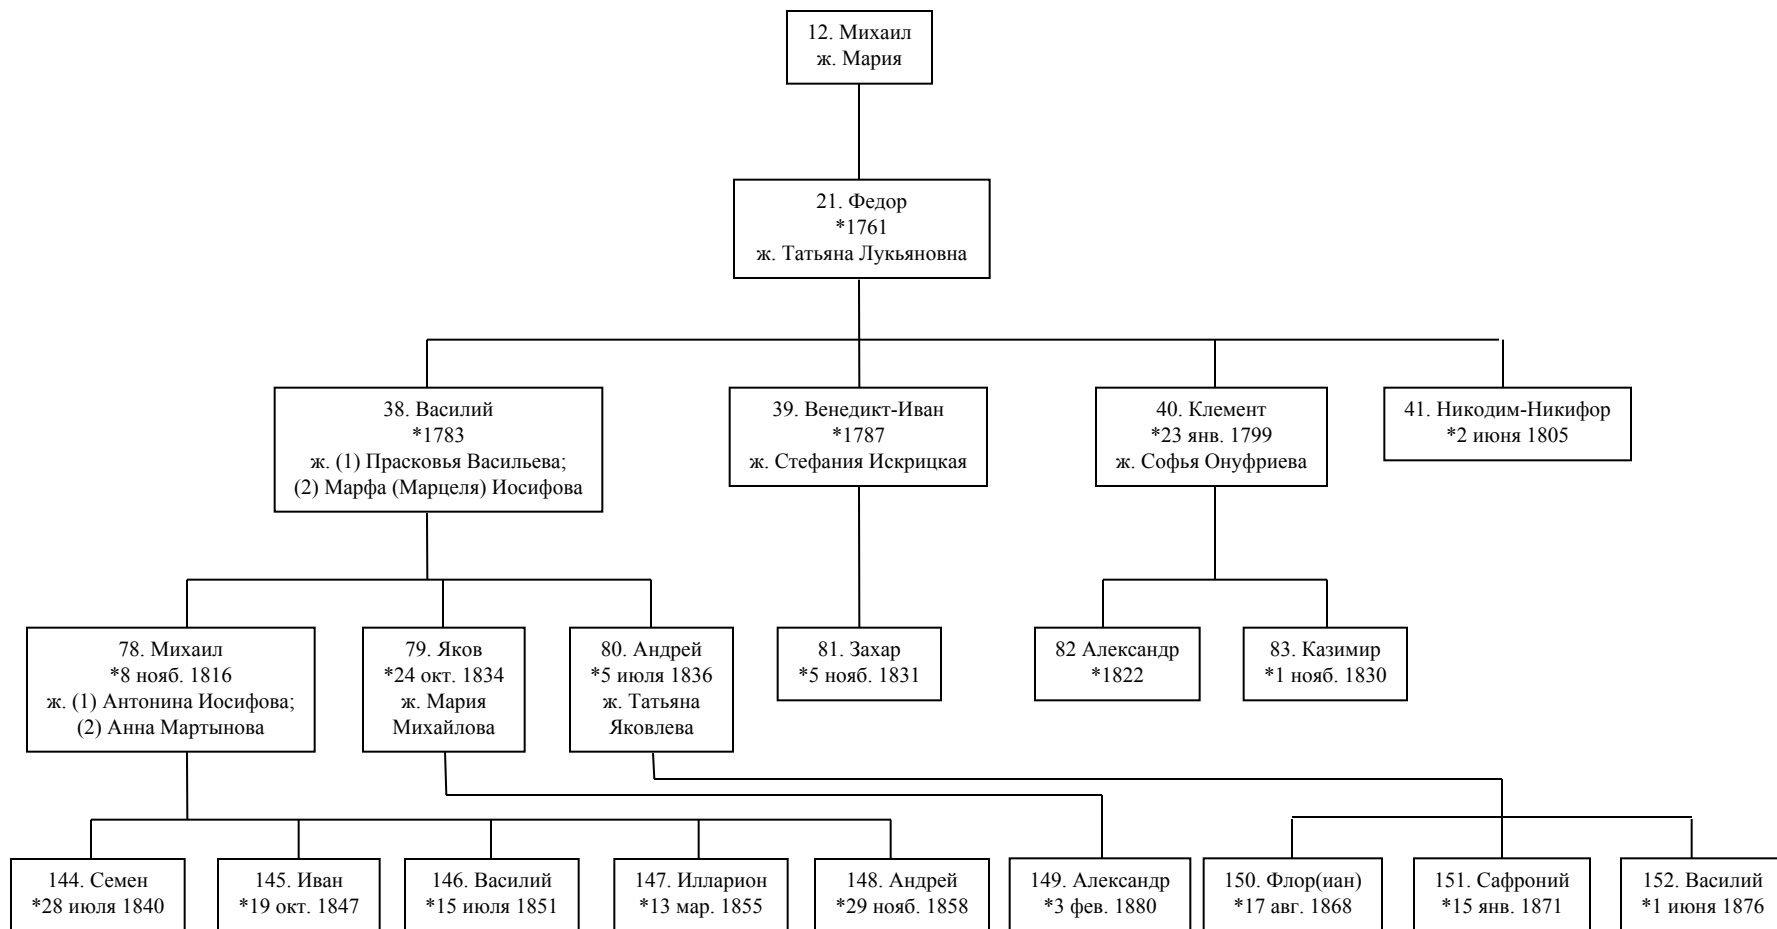 12. Михаил
ж. Мария
21. Федор
*1761
ж. Татьяна Лукьяновна
38. Василий
*1783
ж. (1) Прасковья Васильева;
(2) Марфа (Марцеля) Иосифова
39. Венедикт-Иван
*1787
ж. Стефания Искрицкая
40. Клемент
*23 янв. 1799
ж. Софья Онуфриева
41. Никодим-Никифор
*2 июня 1805
78. Михаил
*8 нояб. 1816
ж. (1) Антонина Иосифова;
(2) Анна Мартынова
79. Яков
*24 окт. 1834
ж. Мария
Михайлова
80. Андрей
*5 июля 1836
ж. Татьяна
Яковлева
81. Захар
*5 нояб. 1831
82 Александр
*1822
83. Казимир
*1 нояб. 1830
144. Семен
*28 июля 1840
145. Иван
*19 окт. 1847
146. Василий
*15 июля 1851
147. Илларион
*13 мар. 1855
148. Андрей
*29 нояб. 1858
149. Александр
*3 фев. 1880
150. Флор(иан)
*17 авг. 1868
151. Сафроний
*15 янв. 1871
152. Василий
*1 июня 1876